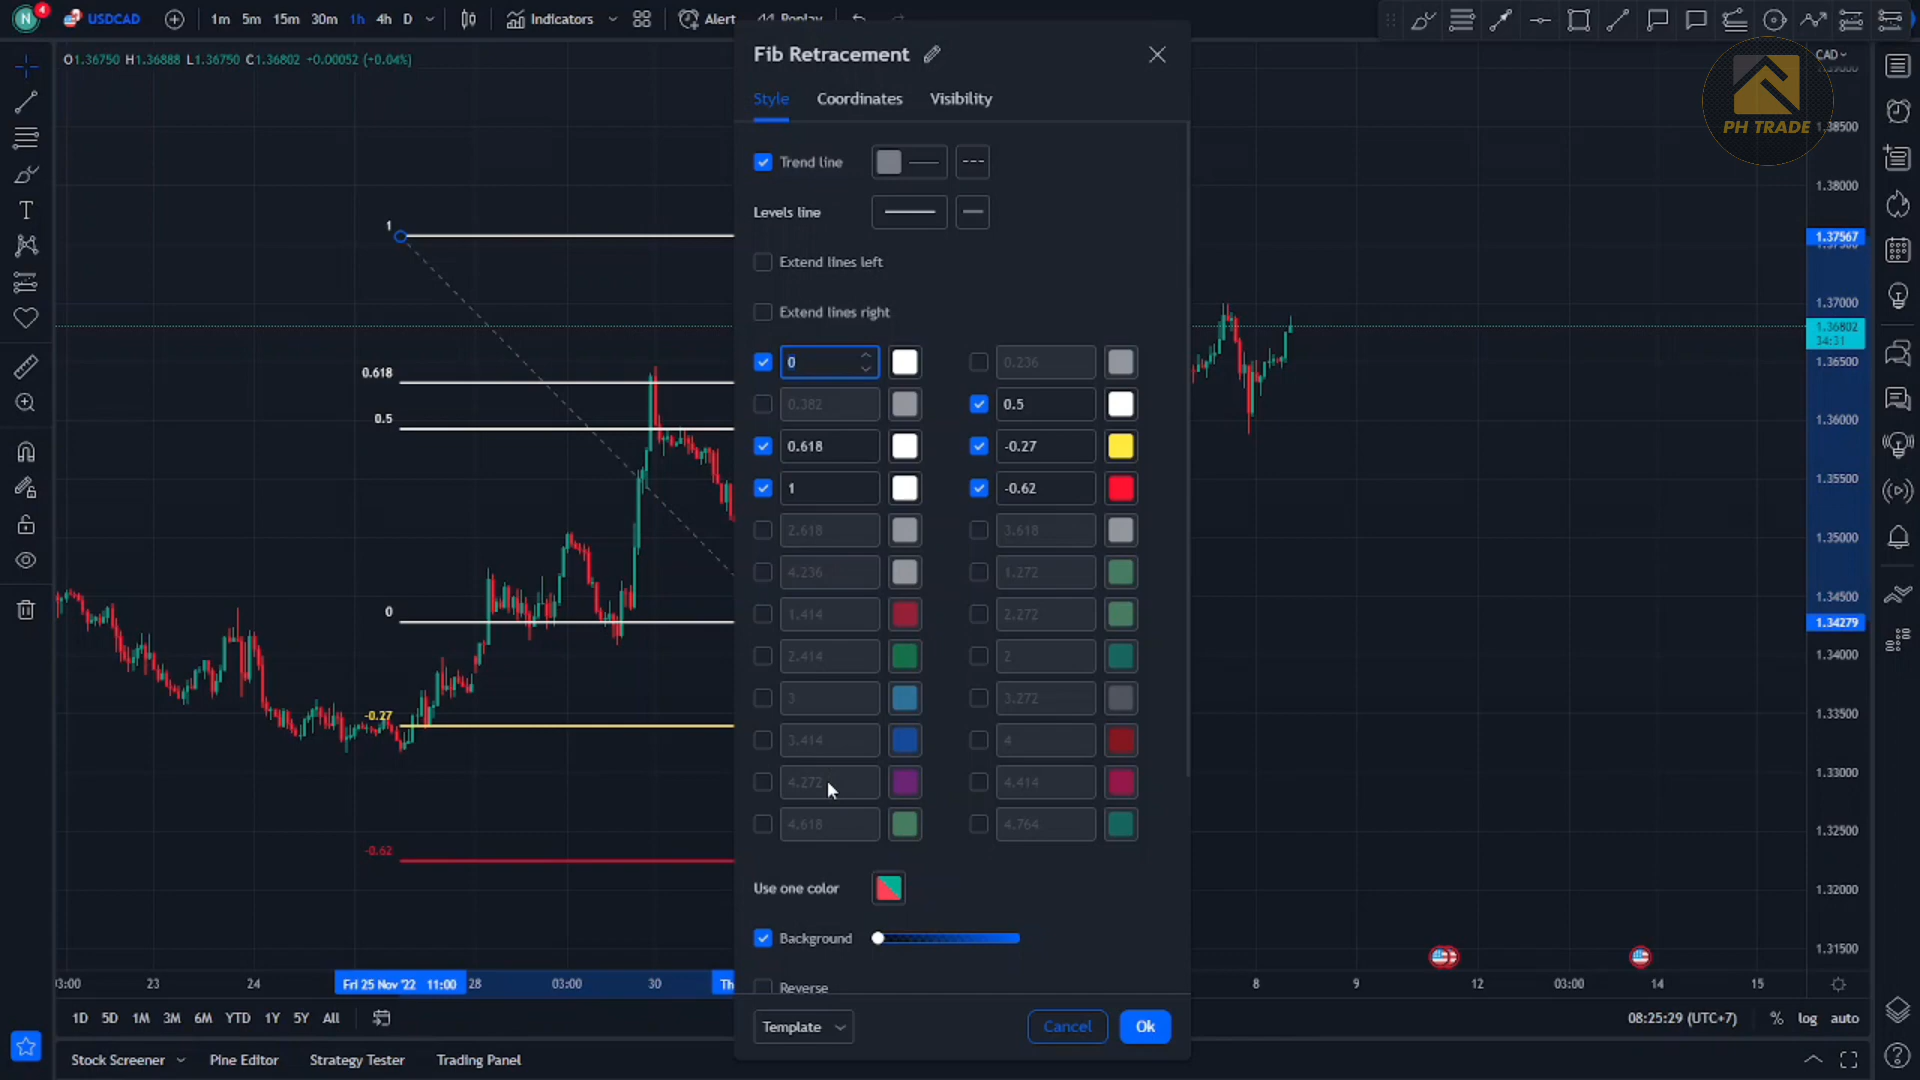 N 4 USDCAD 1m 5m 15m 30m 1h 4h D Indicators Alert Replay
O1.36750 H1.36888 L1.36750 C1.36802 +0.00052 (+0.04%)
Fib Retracement
Style Coordinates Visibility
Trend line
Levels line
Extend lines left
Extend lines right
0 0.236
0.382 0.5
0.618 -0.27
1 -0.62
2.618 3.618
4.236 1.272
1.414 2.272
2.414 2
3 3.272
3.414 4
4.272 4.414
4.618 4.764
Use one color
Background
Reverse
Template Cancel Ok
1
0.618
0.5
0
-0.27
-0.62
CAD
PH TRADE
1.38500
1.38000
1.37567
1.37000
1.36802
34:31
1.36500
1.36000
1.35500
1.35000
1.34500
1.34279
1.34000
1.33500
1.33000
1.32500
1.32000
1.31500
23 24 Fri 25 Nov '22 11:00 28 03:00 30 Th 8 9 12 03:00 14 15
1D 5D 1M 3M 6M YTD 1Y 5Y All 08:25:29 (UTC+7) % log auto
Stock Screener Pine Editor Strategy Tester Trading Panel